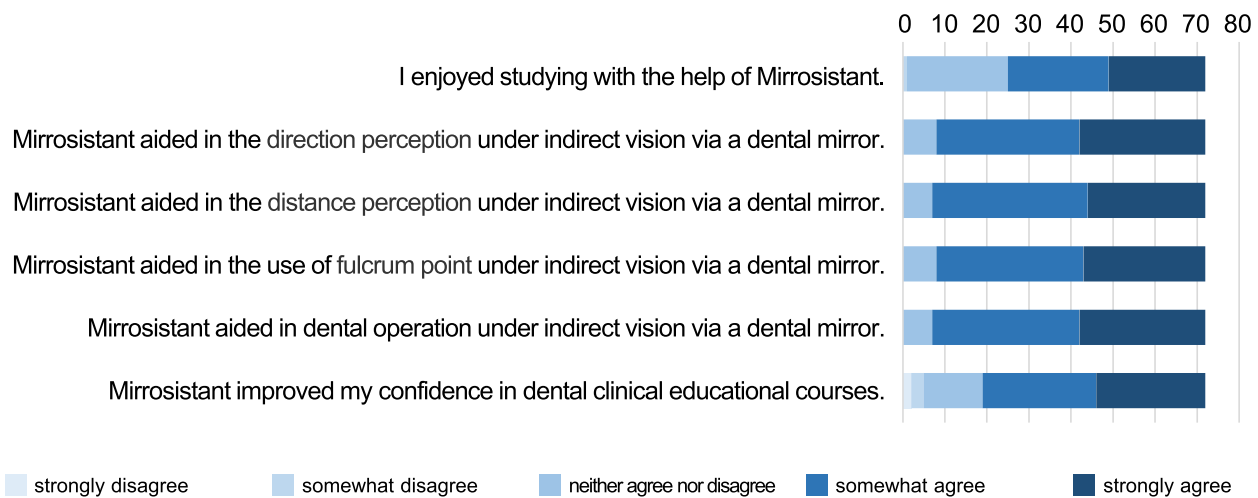 0 10 20 30 40 50 60 70 80
I enjoyed studying with the help of Mirrosistant.
Mirrosistant aided in the direction perception under indirect vision via a dental mirror.
Mirrosistant aided in the distance perception under indirect vision via a dental mirror.
Mirrosistant aided in the use of fulcrum point under indirect vision via a dental mirror.
Mirrosistant aided in dental operation under indirect vision via a dental mirror.
Mirrosistant improved my confidence in dental clinical educational courses.
strongly disagree somewhat disagree neither agree nor disagree somewhat agree strongly agree